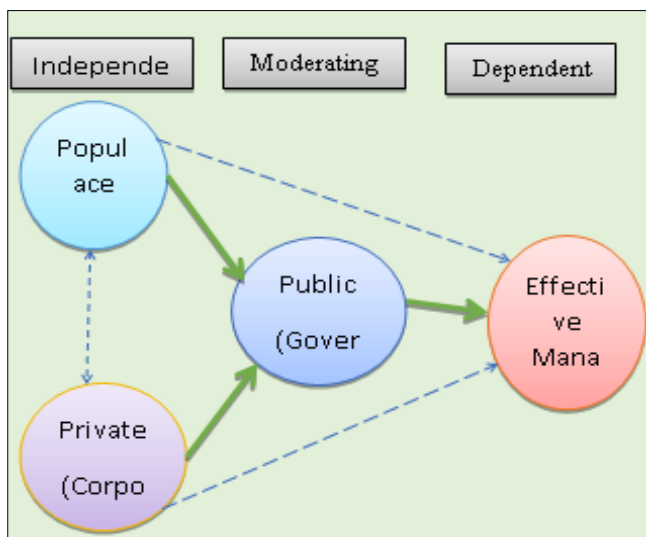 Independe
Moderating
Dependent
Popul
ace
Public
(Gover
Effecti
ve
Mana
Private
(Corpo